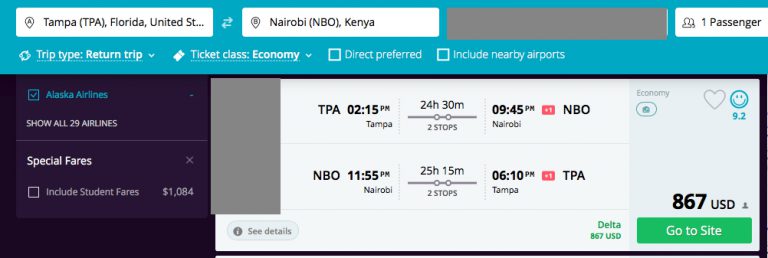 Tampa (TPA), Florida, United St...
Nairobi (NBO), Kenya
1 Passenger
Trip type: Return trip
Ticket class: Economy
Direct preferred
Include nearby airports
Alaska Airlines
-
SHOW ALL 29 AIRLINES
Special Fares
Include Student Fares $1,084
TPA 02:15 PM 24h 30m 09:45 PM +1 NBO
Tampa 2 STOPS Nairobi
NBO 11:55 PM 25h 15m 06:10 PM +1 TPA
Nairobi 2 STOPS Tampa
See details
Delta
867 USD
Economy
9.2
867 USD
Go to Site